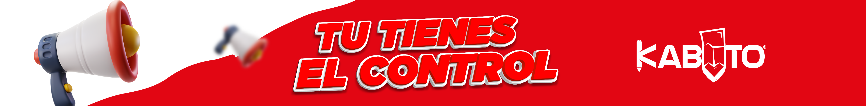 TU TIENES
EL CONTROL
KABUTO